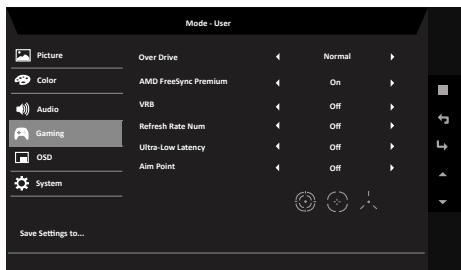 Mode - User
Picture
Color
Audio
Gaming
OSD
System
Save Settings to...
Over Drive Normal
AMD FreeSync Premium On
VRB Off
Refresh Rate Num Off
Ultra-Low Latency Off
Aim Point Off